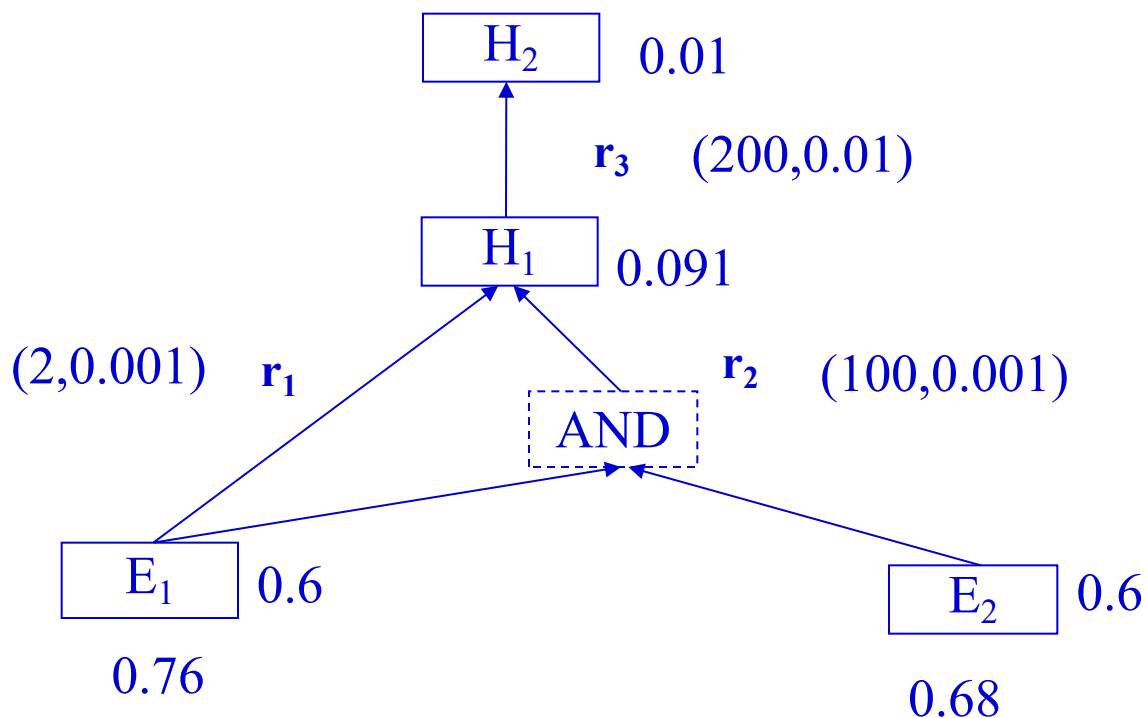 H₂ 0.01
r₃ (200,0.01)
H₁ 0.091
(2,0.001) r₁ r₂ (100,0.001)
AND
E₁ 0.6 E₂ 0.6
0.76 0.68